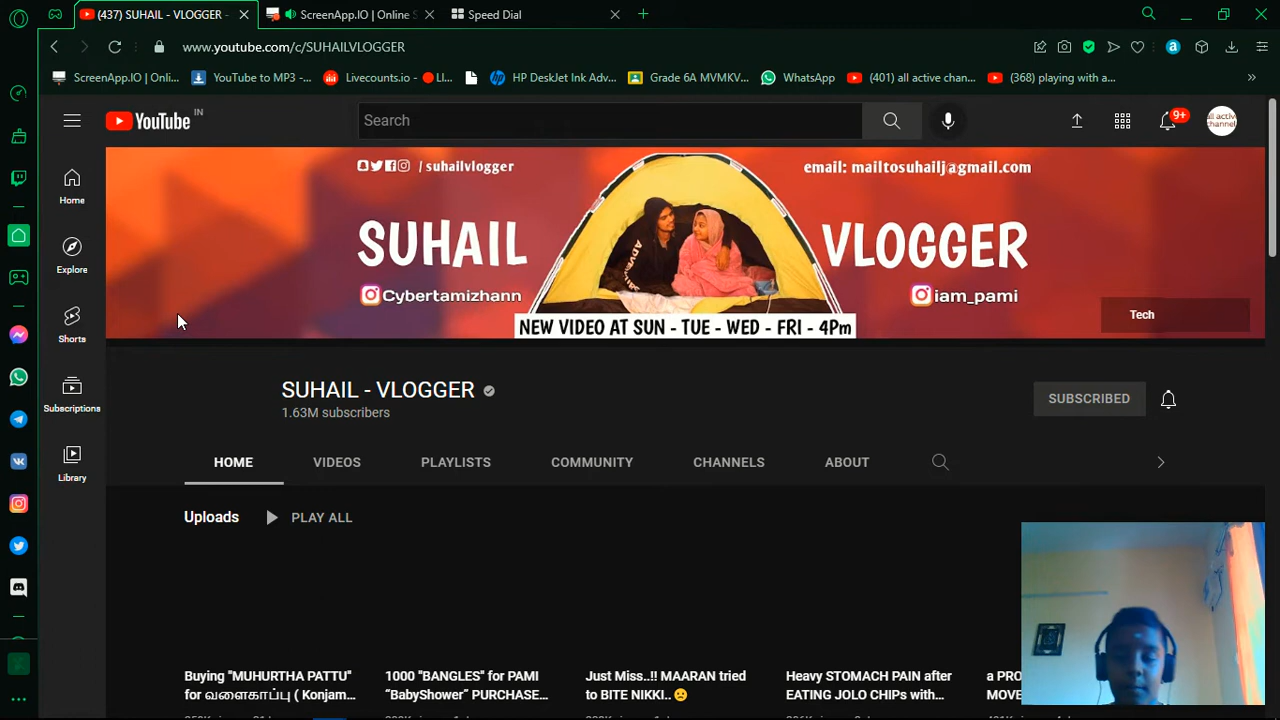 (437) SUHAIL - VLOGGER -
ScreenApp.IO | Online S
Speed Dial
www.youtube.com/c/SUHAILVLOGGER
ScreenApp.IO | Onli...
YouTube to MP3 -...
Livecounts.io - 🔴 LI...
HP DeskJet Ink Adv...
Grade 6A MVMKV...
WhatsApp
(401) all active chan...
(368) playing with a...
YouTube IN
Search
9+
all active channel
/ suhailvlogger
email: mailtosuhailj@gmail.com
SUHAIL VLOGGER
Cybertamizhann
iam_pami
NEW VIDEO AT SUN - TUE - WED - FRI - 4Pm
Tech
Home
Explore
Shorts
Subscriptions
Library
SUHAIL - VLOGGER
1.63M subscribers
SUBSCRIBED
HOME VIDEOS PLAYLISTS COMMUNITY CHANNELS ABOUT
Uploads PLAY ALL
Buying "MUHURTHA PATTU"
for வளைகாப்பு ( Konjam...
1000 "BANGLES" for PAMI
“BabyShower” PURCHASE...
Just Miss..!! MAARAN tried
to BITE NIKKI..☹️
Heavy STOMACH PAIN after
EATING JOLO CHIPs with...
a PRO
MOVE